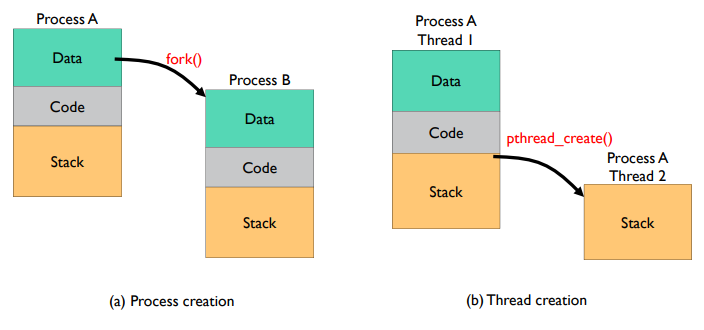 Process A
Data
Code
Stack
fork()
Process B
Data
Code
Stack
(a) Process creation
Process A
Thread 1
Data
Code
Stack
pthread_create()
Process A
Thread 2
Stack
(b) Thread creation